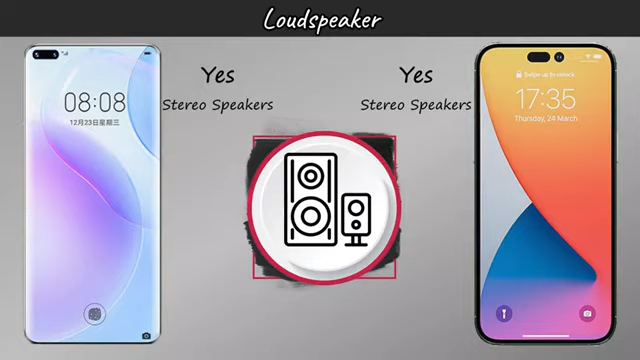 Loudspeaker
Yes
Stereo Speakers
Yes
Stereo Speakers
08:08
12月23日星期三
Swipe up to unlock
17:35
Thursday, 24 March